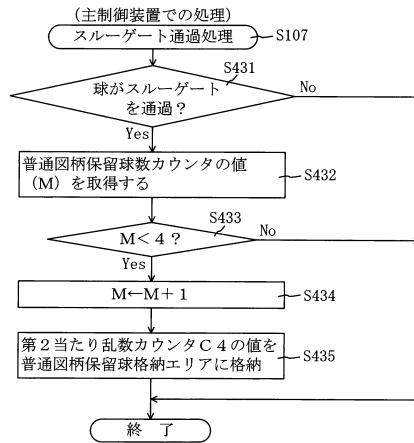 (主制御装置での処理)
スルーゲート通過処理
S107
S431
球がスルーゲート
を通過?
No
Yes
普通図柄保留球数カウンタの値
(M)を取得する
S432
S433
M<4?
No
Yes
M←M+1
S434
第2当たり乱数カウンタC4の値を
普通図柄保留球格納エリアに格納
S435
終 了